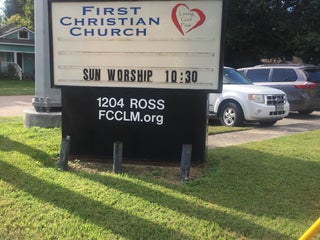 First
Christian
Church
SUN WORSHIP 10:30
1204 ROSS
FCCLM.org